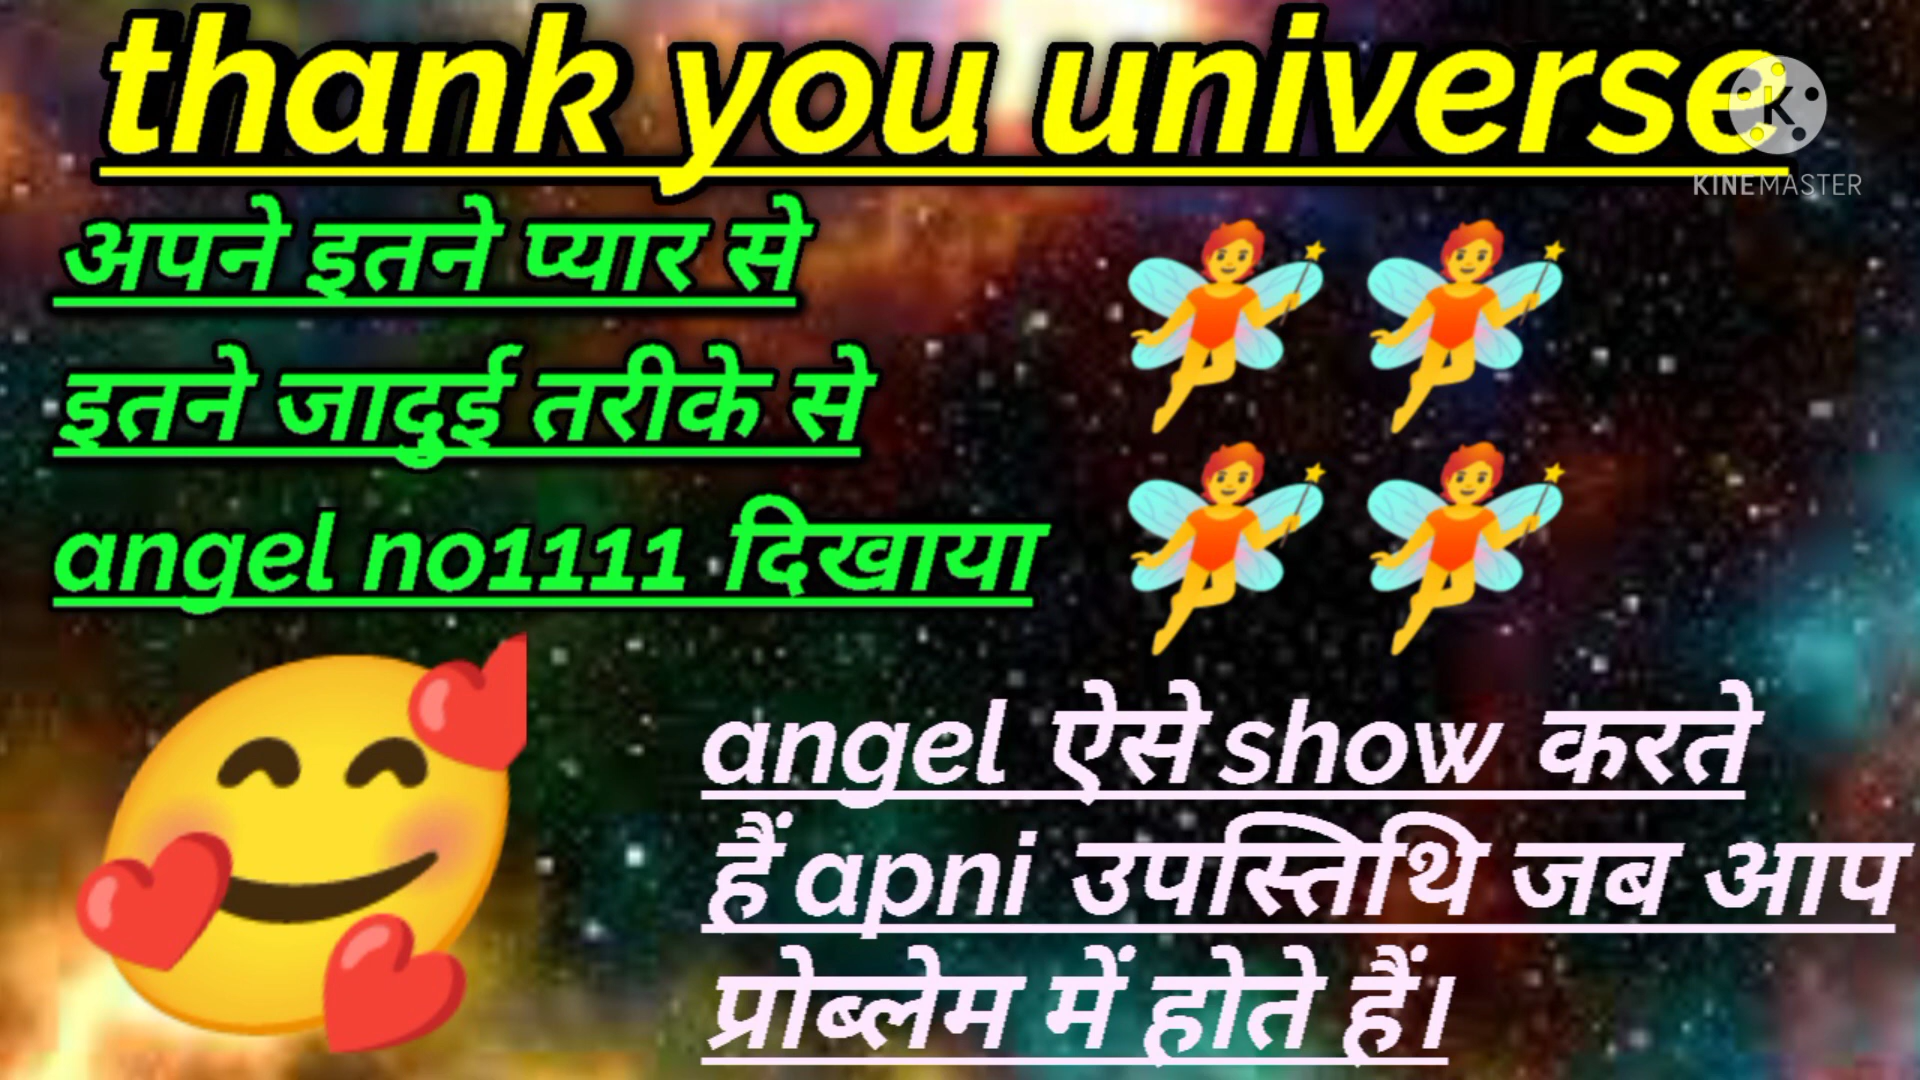 thank you universe
KINEMASTER
अपने इतने प्यार से
इतने जादुई तरीके से
angel no1111 दिखाया
angel ऐसे show करते
हैं apni उपस्तिथि जब आप
प्रोब्लेम में होते हैं।